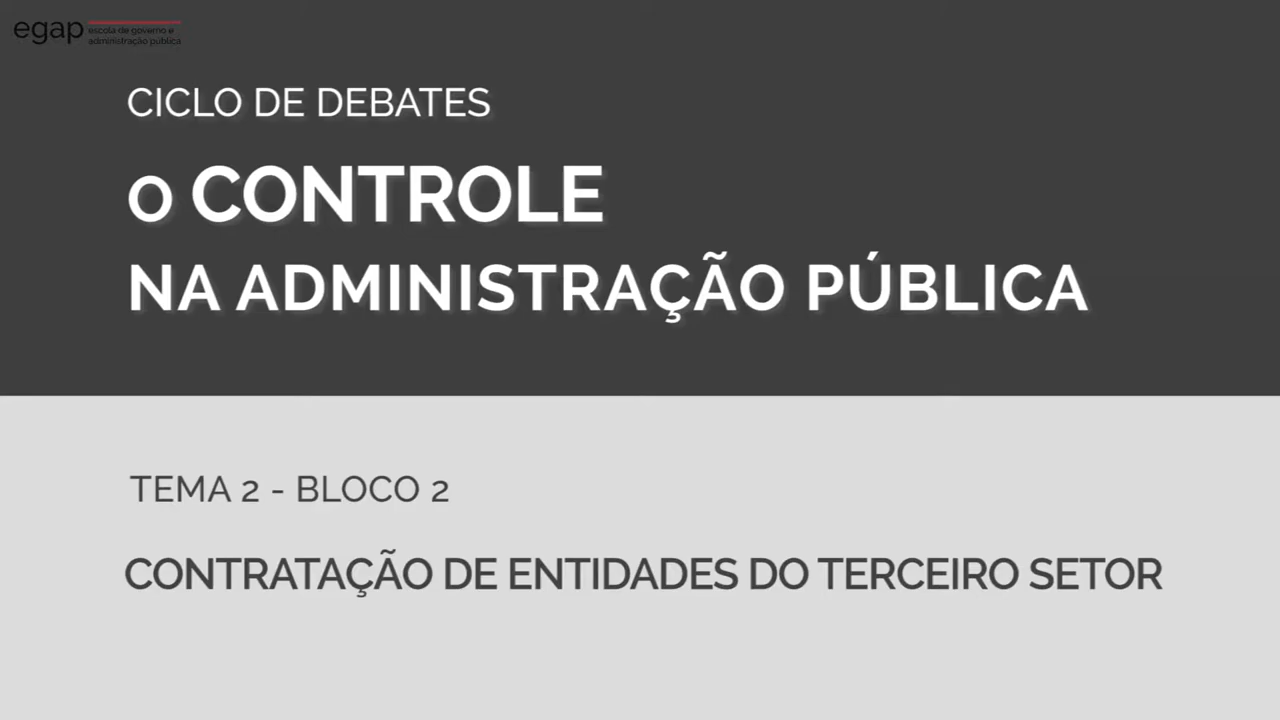 egap
escola de governo e
administração pública
CICLO DE DEBATES
O CONTROLE
NA ADMINISTRAÇÃO PÚBLICA
TEMA 2 - BLOCO 2
CONTRATAÇÃO DE ENTIDADES DO TERCEIRO SETOR